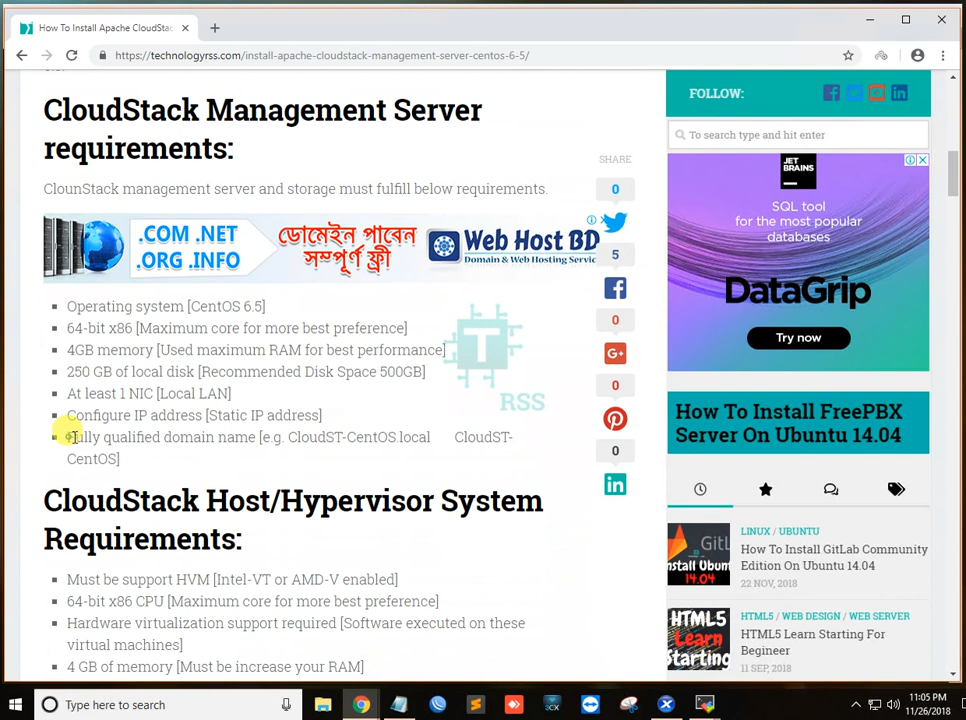 How To Install Apache CloudStac
https://technologyrss.com/install-apache-cloudstack-management-server-centos-6-5/
CloudStack Management Server
requirements:
ClounStack management server and storage must fulfill below requirements.
.COM .NET
.ORG .INFO
ডোমেইন পাবেন
সম্পূর্ণ ফ্রী
Web Host BD
Domain & Web Hosting Servic
Operating system [CentOS 6.5]
64-bit x86 [Maximum core for more best preference]
4GB memory [Used maximum RAM for best performance]
250 GB of local disk [Recommended Disk Space 500GB]
At least 1 NIC [Local LAN]
Configure IP address [Static IP address]
Fully qualified domain name [e.g. CloudST-CentOS.local CloudST-
CentOS]
T
RSS
CloudStack Host/Hypervisor System
Requirements:
Must be support HVM [Intel-VT or AMD-V enabled]
64-bit x86 CPU [Maximum core for more best preference]
Hardware virtualization support required [Software executed on these
virtual machines]
4 GB of memory [Must be increase your RAM]
SHARE
0
5
0
0
0
FOLLOW:
To search type and hit enter
JET
BRAINS
SQL tool
for the most popular
databases
DataGrip
Try now
How To Install FreePBX
Server On Ubuntu 14.04
GitL
Install Ubun
14.04
LINUX / UBUNTU
How To Install GitLab Community
Edition On Ubuntu 14.04
22 NOV, 2018
HTML5
Learn
Starting
HTML5 / WEB DESIGN / WEB SERVER
HTML5 Learn Starting For
Begineer
11 SEP, 2018
Type here to search
11:05 PM
11/26/2018